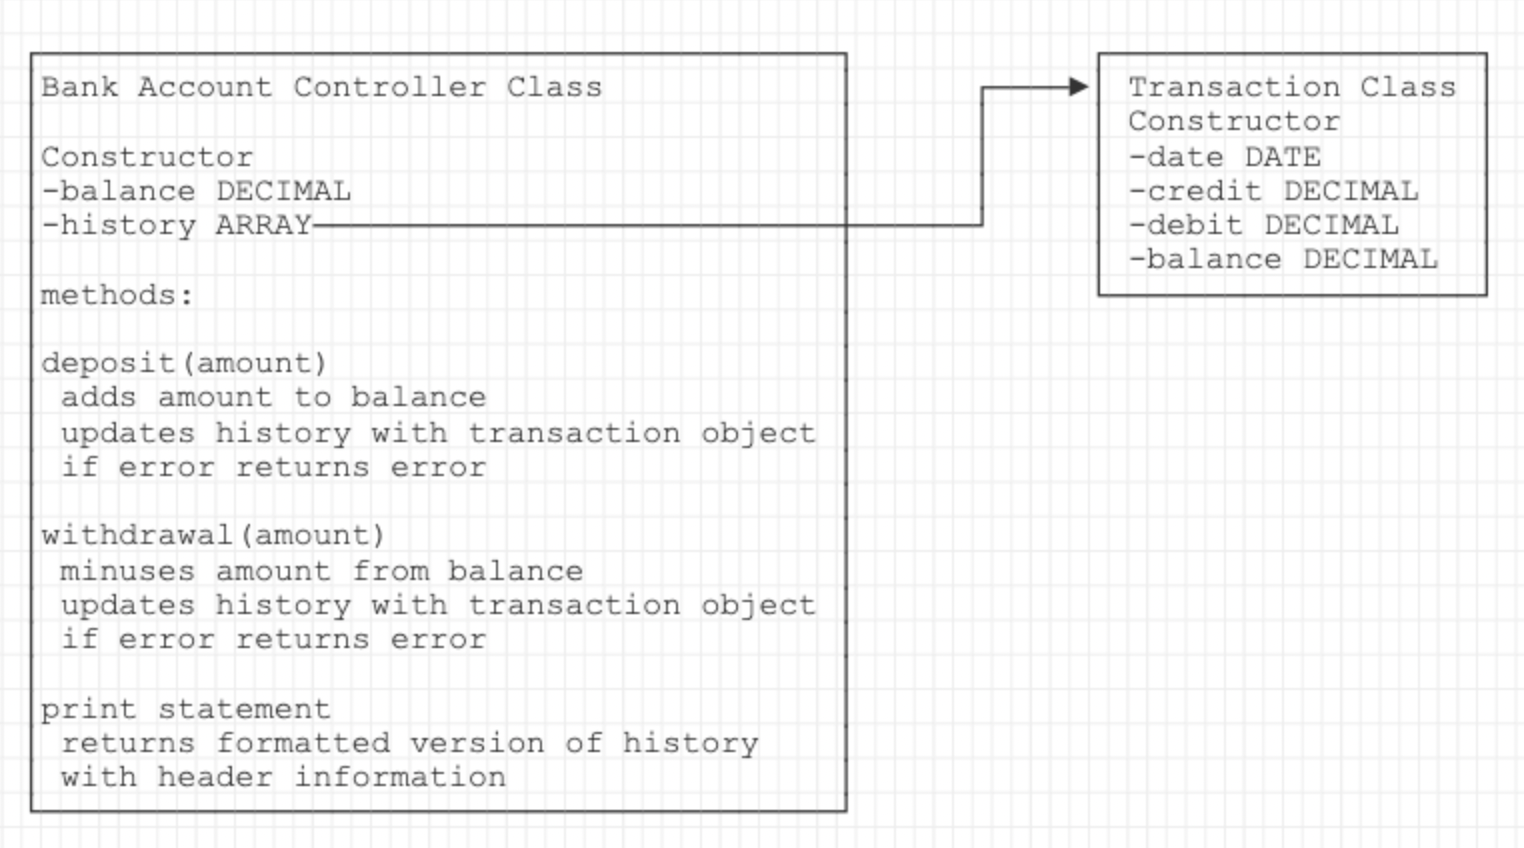 Bank Account Controller Class
Constructor
-balance DECIMAL
-history ARRAY
methods:
deposit(amount)
adds amount to balance
updates history with transaction object
if error returns error
withdrawal(amount)
minuses amount from balance
updates history with transaction object
if error returns error
print statement
returns formatted version of history
with header information
Transaction Class
Constructor
-date DATE
-credit DECIMAL
-debit DECIMAL
-balance DECIMAL